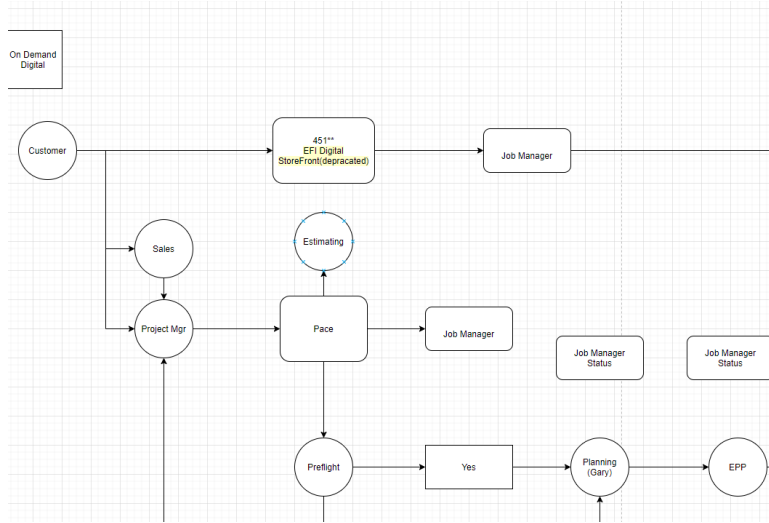 On Demand
Digital
Customer
451**
EFI Digital
StoreFront(depracated)
Job Manager
Sales
Estimating
Project Mgr
Pace
Job Manager
Job Manager
Status
Job Manager
Status
Preflight
Yes
Planning
(Gary)
EPP